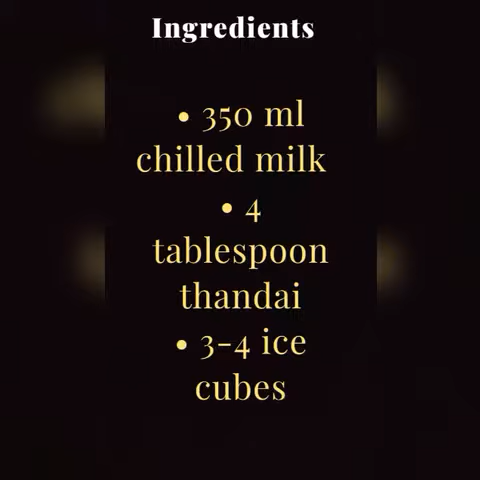 Ingredients
• 350 ml
chilled milk
• 4
tablespoon
thandai
• 3-4 ice
cubes